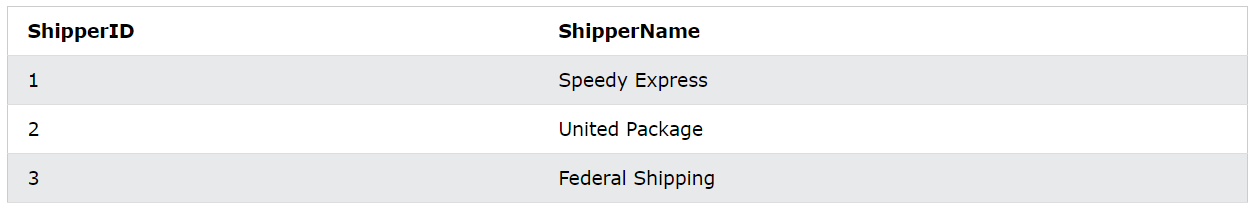 ShipperID ShipperName
1 Speedy Express
2 United Package
3 Federal Shipping